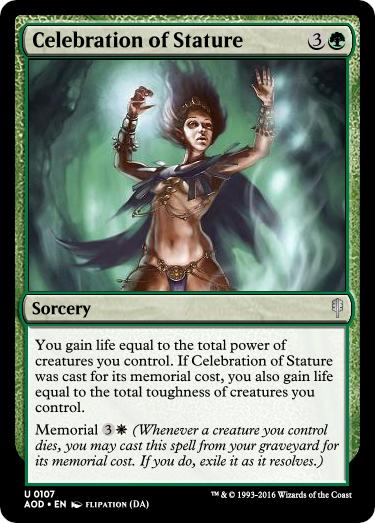 Celebration of Stature 3
Sorcery
You gain life equal to the total power of
creatures you control. If Celebration of Stature
was cast for its memorial cost, you also gain life
equal to the total toughness of creatures you
control.
Memorial 3 (Whenever a creature you control
dies, you may cast this spell from your graveyard for
its memorial cost. If you do, exile it as it resolves.)
U 0107
AOD • EN FLIPATION (DA)
™ & © 1993-2016 Wizards of the Coast